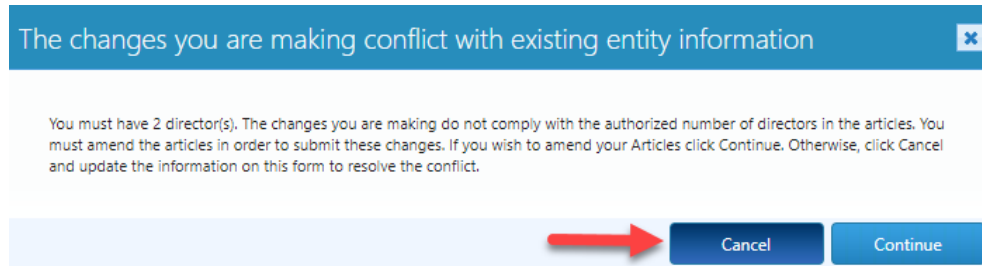 The changes you are making conflict with existing entity information
You must have 2 director(s). The changes you are making do not comply with the authorized number of directors in the articles. You
must amend the articles in order to submit these changes. If you wish to amend your Articles click Continue. Otherwise, click Cancel
and update the information on this form to resolve the conflict.
Cancel
Continue